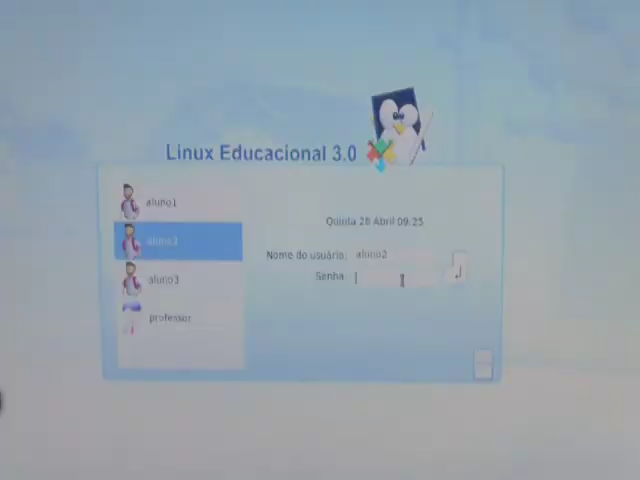 Linux Educacional 3.0
aluno1
aluno2
aluno3
professor
Quinta 28 Abril 09:25
Nome do usuário: aluno2
Senha: